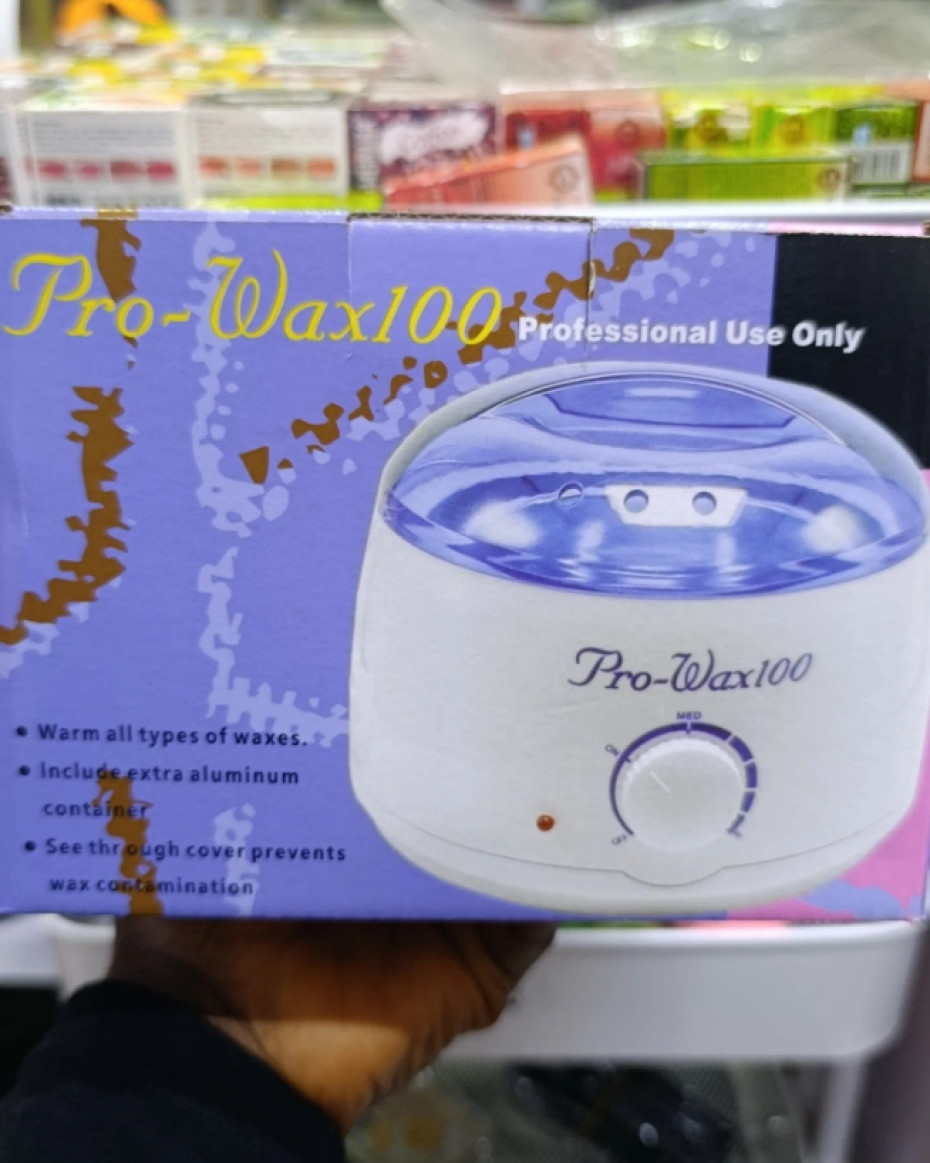 Pro-Wax100 Professional Use Only
Pro-Wax100
MED
• Warm all types of waxes.
• Include extra aluminum
container
• See through cover prevents
wax contamination